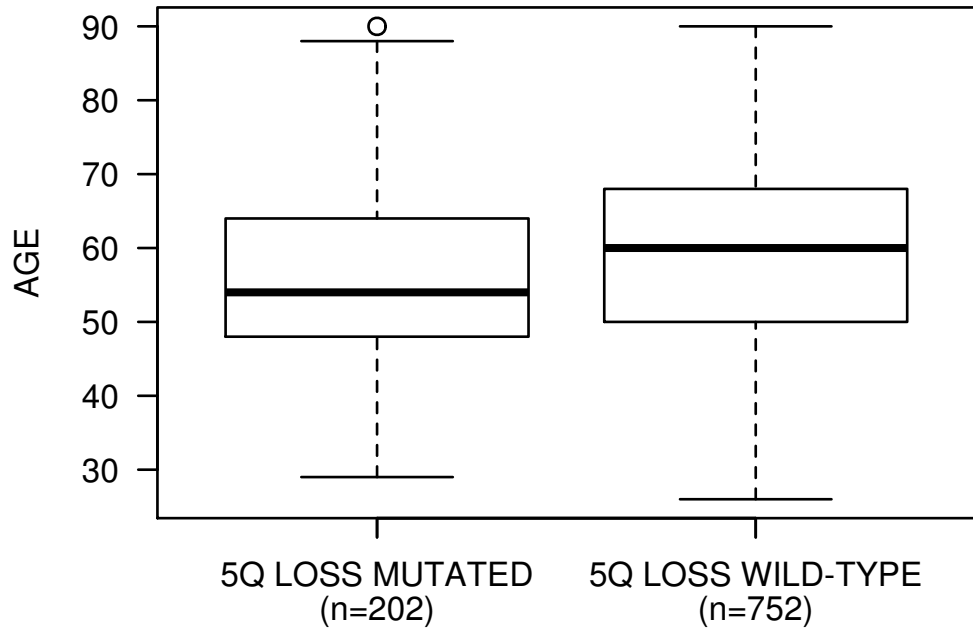 90
80
70
60
50
40
30
AGE
5Q LOSS MUTATED
(n=202)
5Q LOSS WILD-TYPE
(n=752)